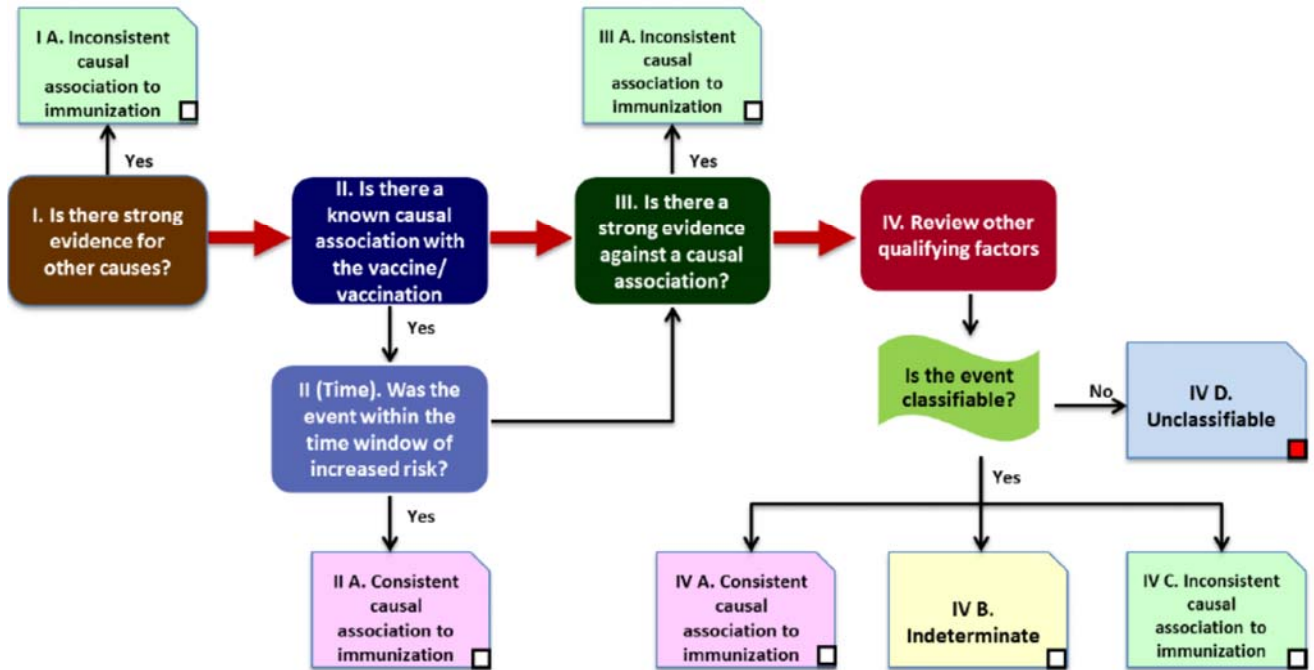 I A. Inconsistent
causal
association to
immunization
III A. Inconsistent
causal
association to
immunization
Yes
Yes
I. Is there strong
evidence for
other causes?
II. Is there a
known causal
association with
the vaccine/
vaccination
III. Is there a
strong evidence
against a causal
association?
IV. Review other
qualifying factors
Yes
II (Time). Was the
event within the
time window of
increased risk?
Is the event
classifiable?
No
IV D.
Unclassifiable
Yes
Yes
II A. Consistent
causal
association to
immunization
IV A. Consistent
causal
association to
immunization
IV B.
Indeterminate
IV C. Inconsistent
causal
association to
immunization